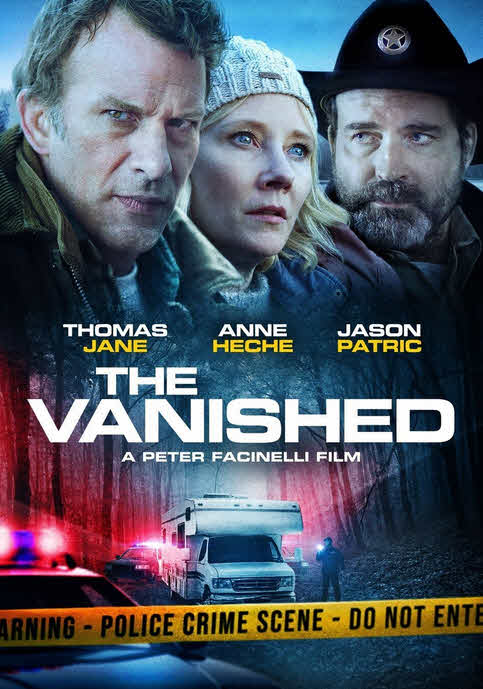 THOMAS JANE
ANNE HECHE
JASON PATRIC
THE
VANISHED
A PETER FACINELLI FILM
ARNING - POLICE CRIME SCENE - DO NOT ENTE